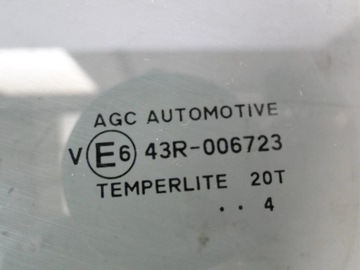 AGC AUTOMOTIVE
V E6 43R-006723
TEMPERLITE 20T
.. 4